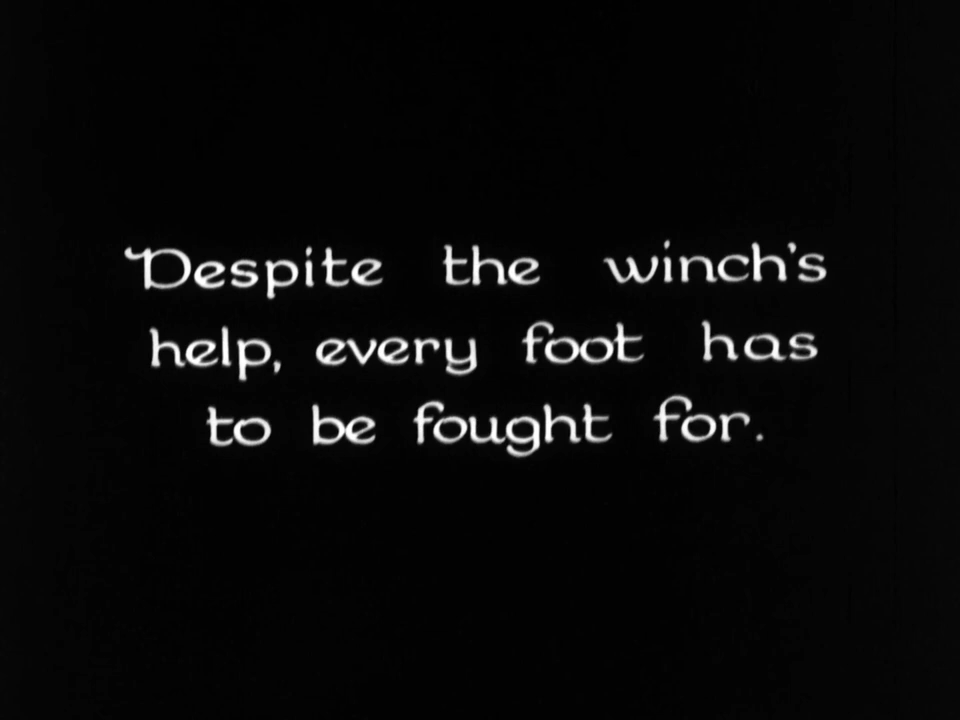 Despite the winch's
help, every foot has
to be fought for.